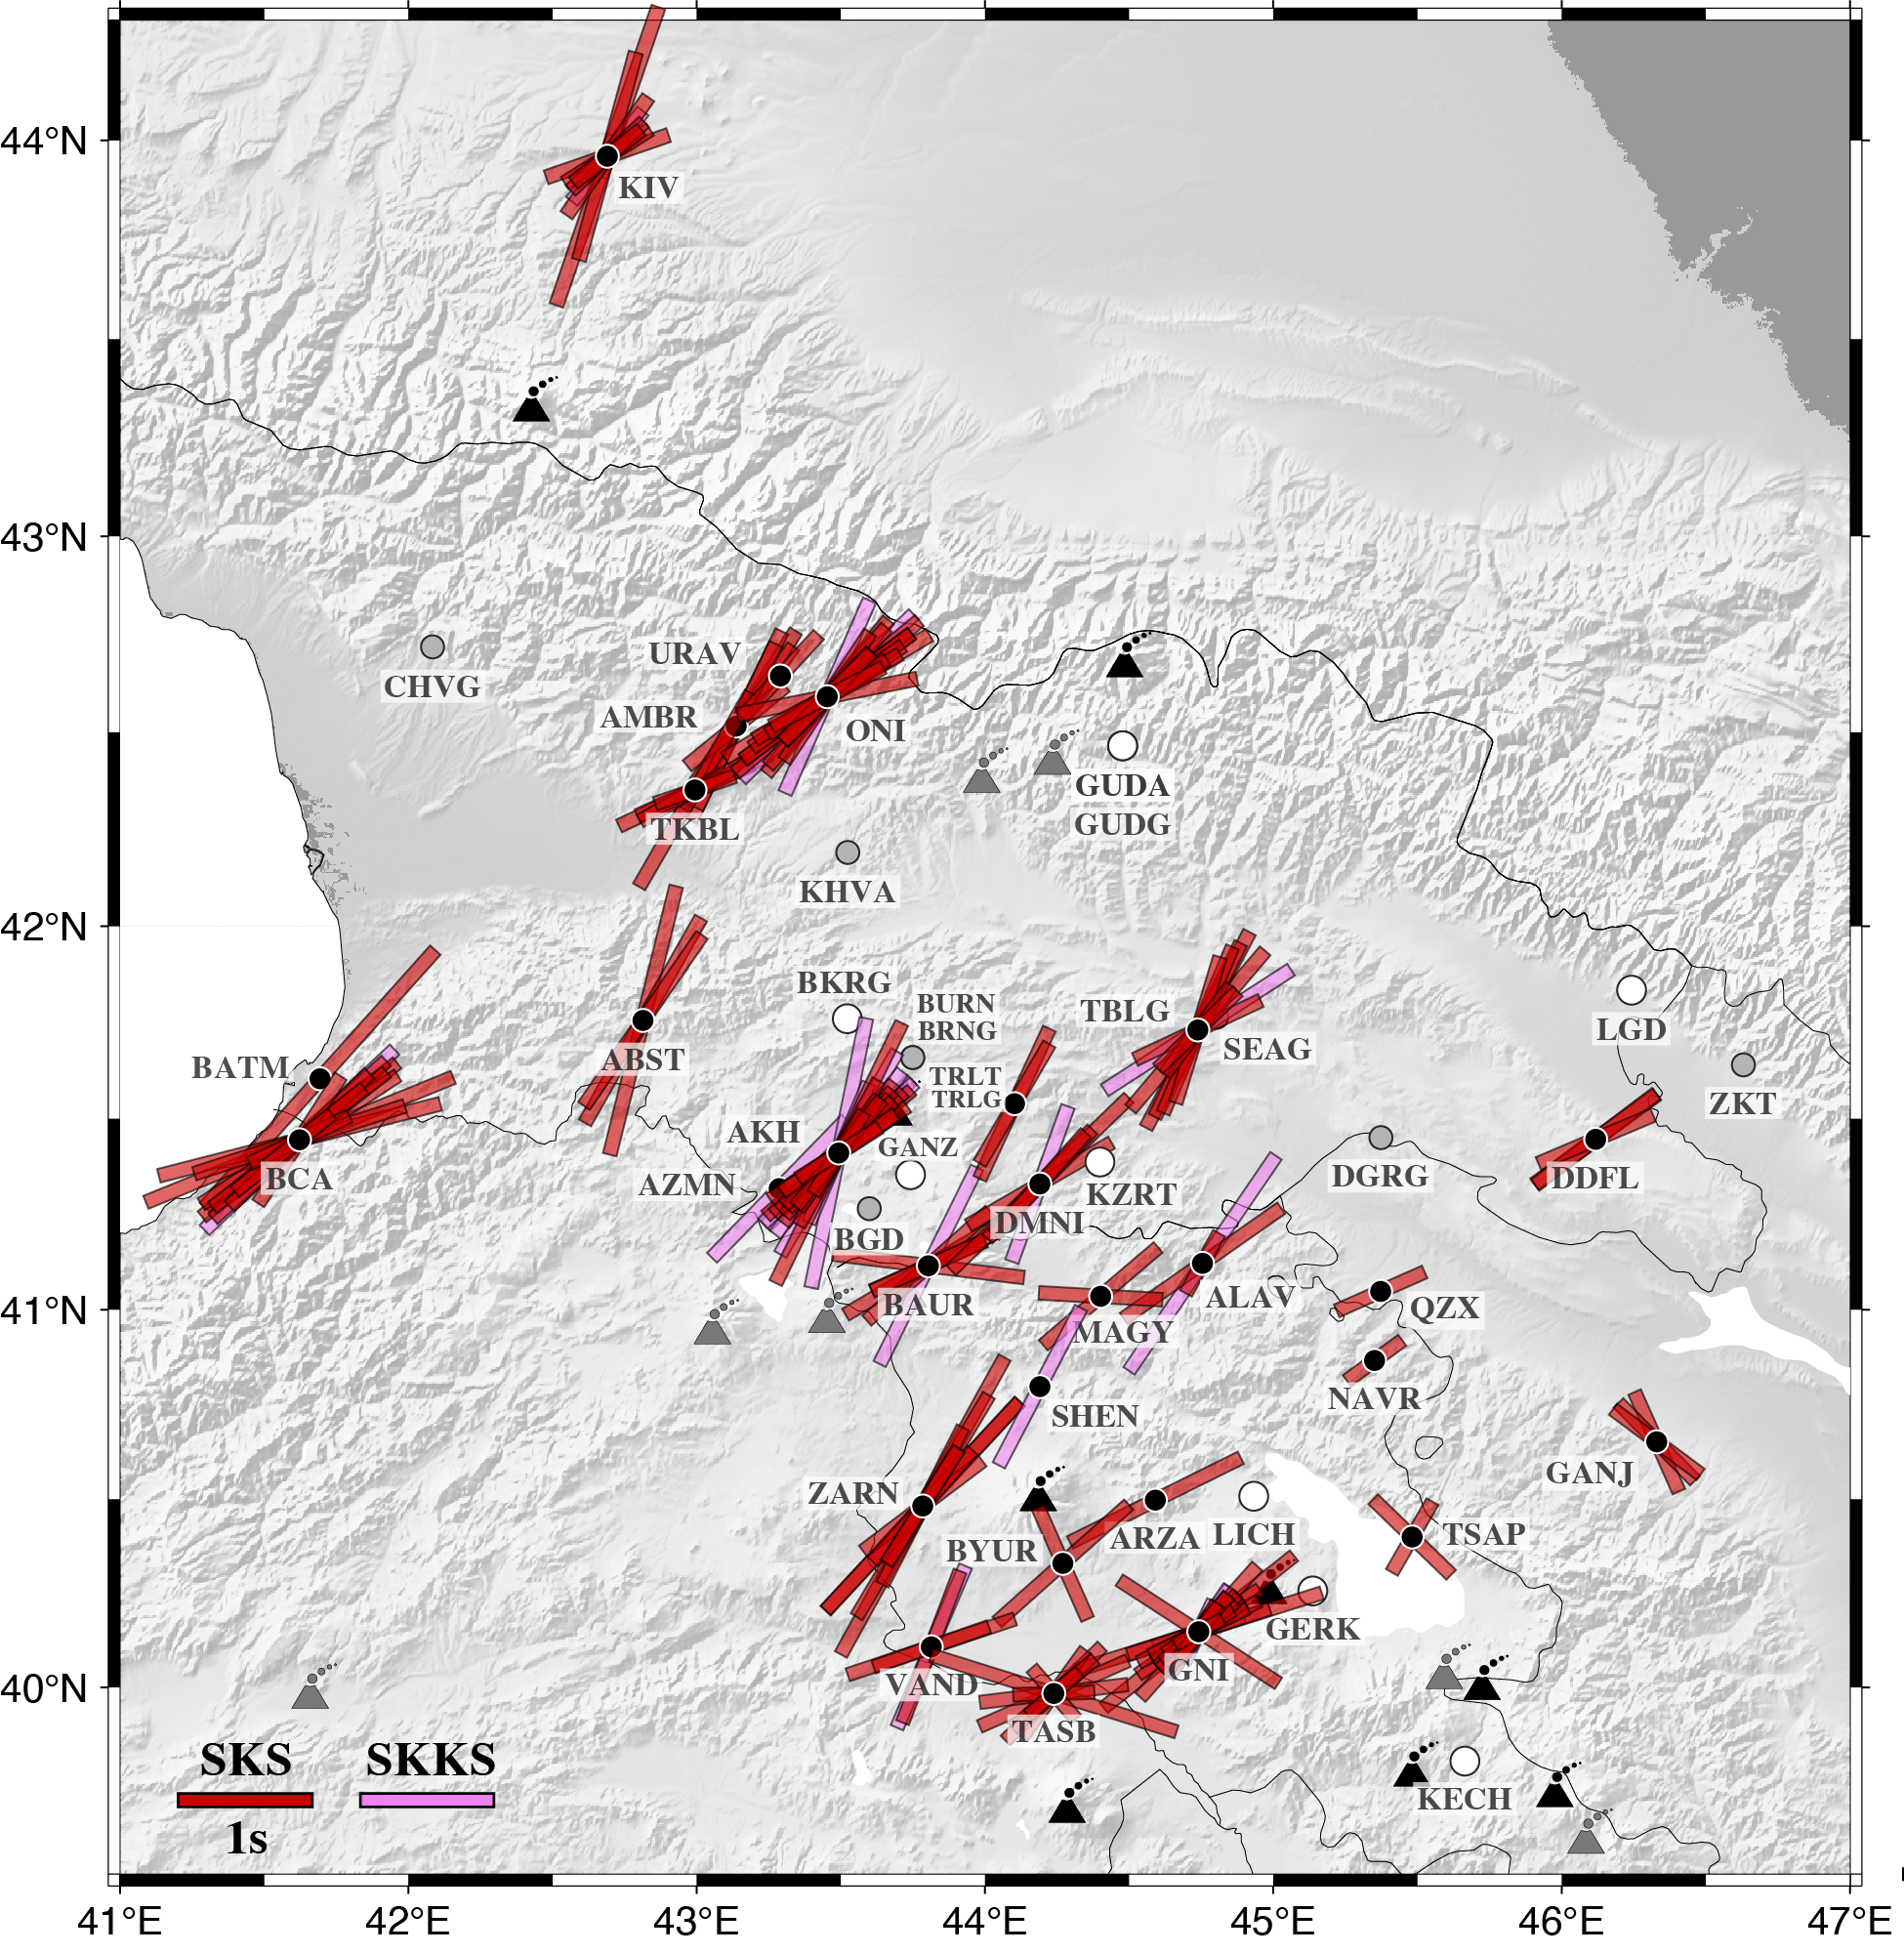 44°N
KIV
43°N
URAV
CHVG
AMBR
ONI
GUDA
GUDG
TKBL
KHVA
42°N
BKRG
BURN
BRNG
TBLG
LGD
BATM
ABST
SEAG
TRLT
TRLG
ZKT
AKH
GANZ
BCA
AZMN
KZRT
DGRG
DDFL
DMNI
BGD
41°N
BAUR
ALAV
QZX
MAGY
NAVR
SHEN
GANJ
ZARN
BYUR
ARZA
LICH
TSAP
GERK
40°N
VAND
GNI
TASB
SKS
SKKS
KECH
1s
41°E
42°E
43°E
44°E
45°E
46°E
47°E